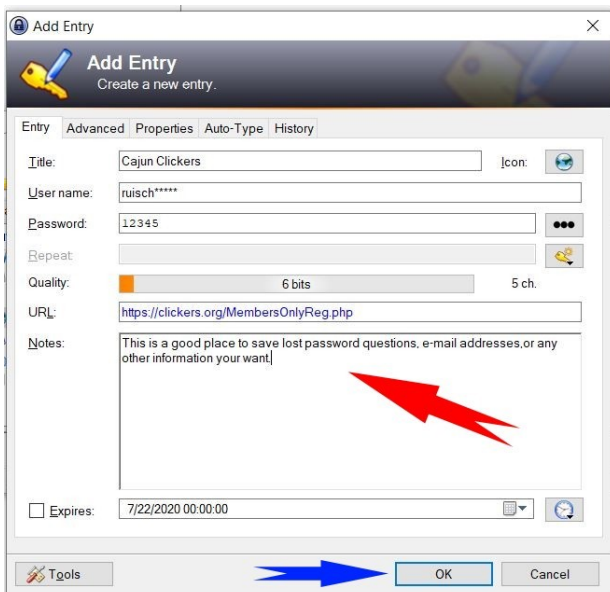 Add Entry
Add Entry
Create a new entry.
Entry Advanced Properties Auto-Type History
Title: Cajun Clickers Icon:
User name: ruisch*****
Password: 12345
Repeat:
Quality: 6 bits 5 ch.
URL: https://clickers.org/MembersOnlyReg.php
Notes: This is a good place to save lost password questions, e-mail addresses,or any
other information your want.
Expires: 7/22/2020 00:00:00
Tools OK Cancel